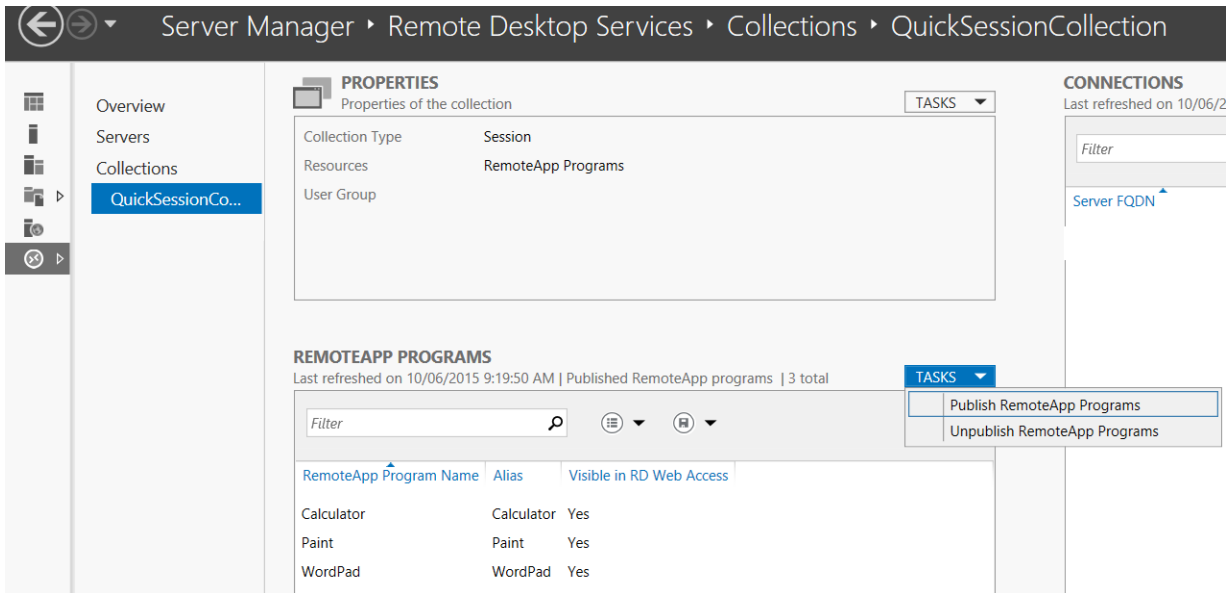 Server Manager ‣ Remote Desktop Services ‣ Collections ‣ QuickSessionCollection
Overview
Servers
Collections
QuickSessionCo...
PROPERTIES
Properties of the collection
TASKS
Collection Type Session
Resources RemoteApp Programs
User Group
REMOTEAPP PROGRAMS
Last refreshed on 10/06/2015 9:19:50 AM | Published RemoteApp programs | 3 total
TASKS
Publish RemoteApp Programs
Unpublish RemoteApp Programs
Filter
RemoteApp Program Name Alias Visible in RD Web Access
Calculator Calculator Yes
Paint Paint Yes
WordPad WordPad Yes
CONNECTIONS
Last refreshed on 10/06/2
Filter
Server FQDN